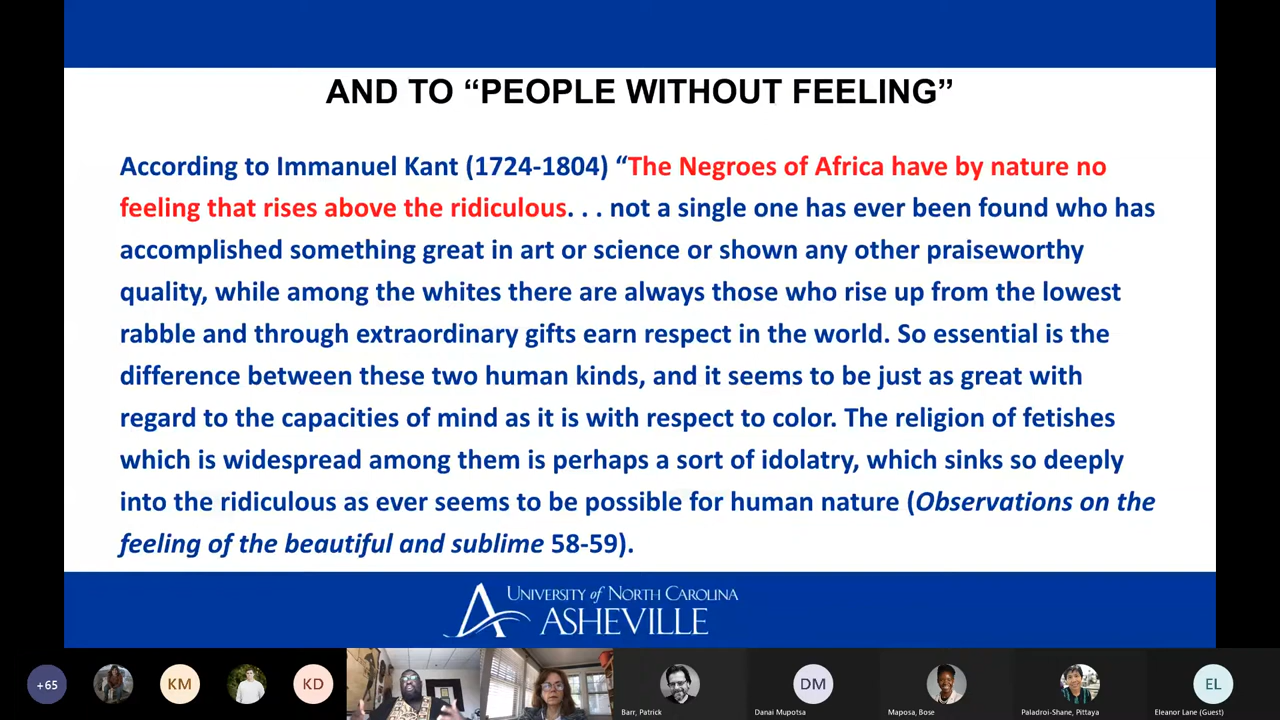 AND TO “PEOPLE WITHOUT FEELING”
According to Immanuel Kant (1724-1804) “The Negroes of Africa have by nature no
feeling that rises above the ridiculous. . . not a single one has ever been found who has
accomplished something great in art or science or shown any other praiseworthy
quality, while among the whites there are always those who rise up from the lowest
rabble and through extraordinary gifts earn respect in the world. So essential is the
difference between these two human kinds, and it seems to be just as great with
regard to the capacities of mind as it is with respect to color. The religion of fetishes
which is widespread among them is perhaps a sort of idolatry, which sinks so deeply
into the ridiculous as ever seems to be possible for human nature (Observations on the
feeling of the beautiful and sublime 58-59).
UNIVERSITY of NORTH CAROLINA
ASHEVILLE
+65
KM
KD
DM
EL
Barr, Patrick
Danai Mupotsa
Maposa, Bose
Paladroi-Shane, Pittaya
Eleanor Lane (Guest)